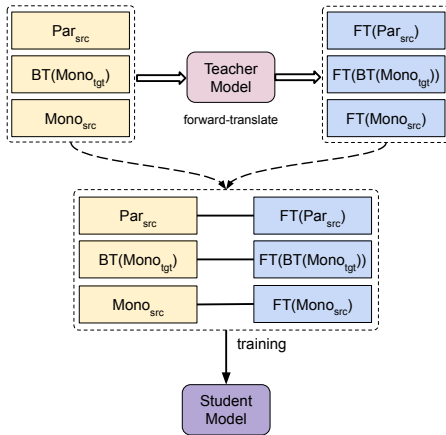 Par_src
BT(Mono_tgt)
Mono_src
Teacher
Model
forward-translate
FT(Par_src)
FT(BT(Mono_tgt))
FT(Mono_src)
Par_src FT(Par_src)
BT(Mono_tgt) FT(BT(Mono_tgt))
Mono_src FT(Mono_src)
training
Student
Model